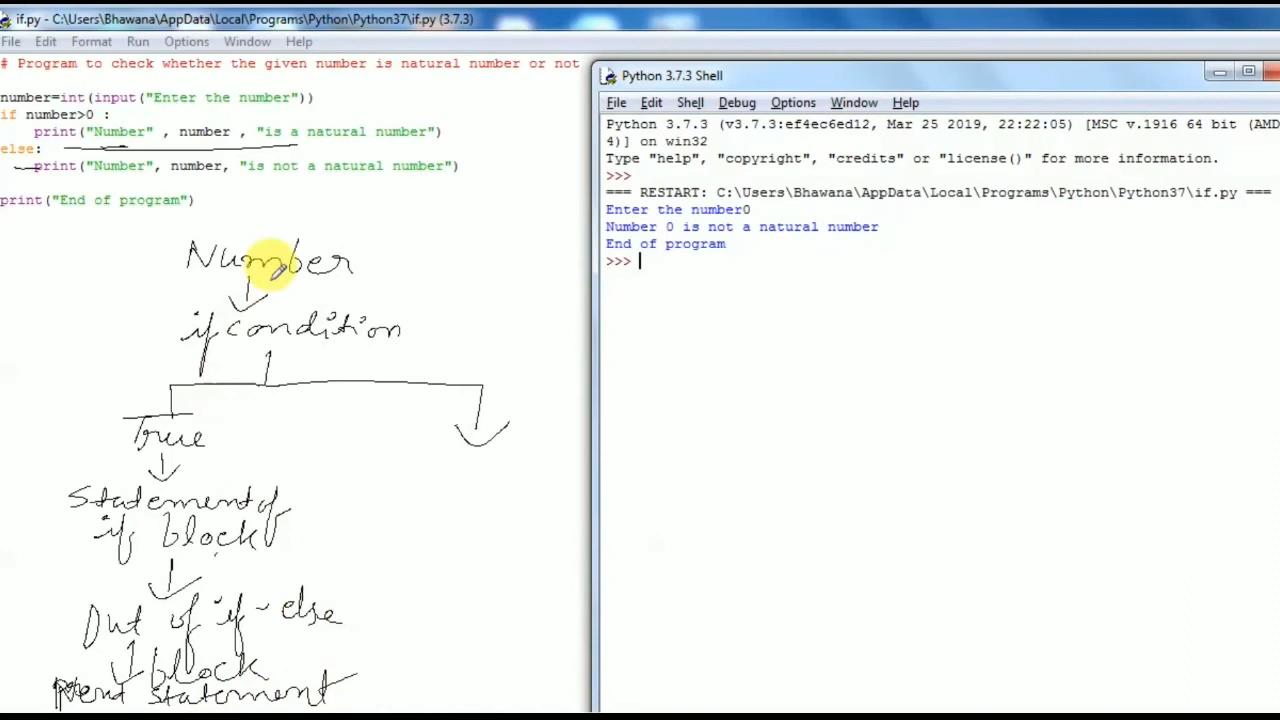 if.py - C:\Users\Bhawana\AppData\Local\Programs\Python\Python37\if.py (3.7.3)
File Edit Format Run Options Window Help
# Program to check whether the given number is natural number or not
number=int(input("Enter the number"))
if number>0 :
print("Number" , number , "is a natural number")
else:
print("Number", number, "is not a natural number")
print("End of program")
Number
if condition
True
Statement of
if block
Out of if-else
block
Next statement
Python 3.7.3 Shell
File Edit Shell Debug Options Window Help
Python 3.7.3 (v3.7.3:ef4ec6ed12, Mar 25 2019, 22:22:05) [MSC v.1916 64 bit (AMD
4)] on win32
Type "help", "copyright", "credits" or "license()" for more information.
>>>
=== RESTART: C:\Users\Bhawana\AppData\Local\Programs\Python\Python37\if.py ===
Enter the number0
Number 0 is not a natural number
End of program
>>>